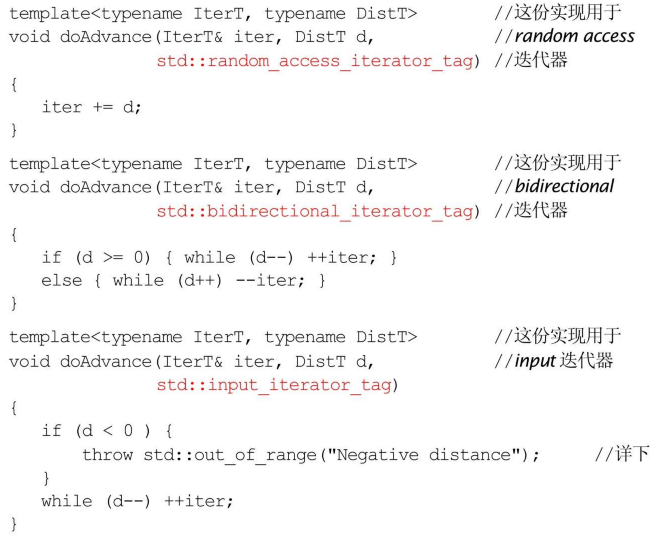 template<typename IterT, typename DistT>        //这份实现用于
void doAdvance(IterT& iter, DistT d,            //random access
               std::random_access_iterator_tag) //迭代器
{
   iter += d;
}
template<typename IterT, typename DistT>        //这份实现用于
void doAdvance(IterT& iter, DistT d,            //bidirectional
               std::bidirectional_iterator_tag) //迭代器
{
   if (d >= 0) { while (d--) ++iter; }
   else { while (d++) --iter; }
}
template<typename IterT, typename DistT>        //这份实现用于
void doAdvance(IterT& iter, DistT d,            //input 迭代器
               std::input_iterator_tag)
{
   if (d < 0 ) {
       throw std::out_of_range("Negative distance");     //详下
   }
   while (d--) ++iter;
}